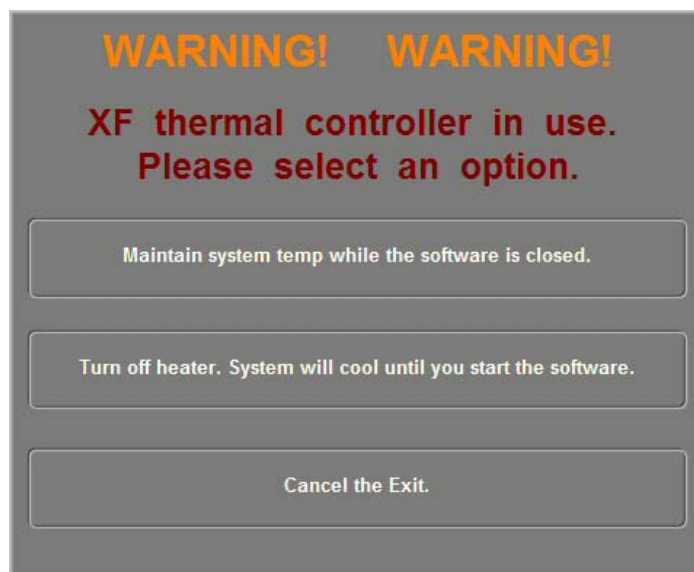 WARNING! WARNING!
XF thermal controller in use.
Please select an option.
Maintain system temp while the software is closed.
Turn off heater. System will cool until you start the software.
Cancel the Exit.